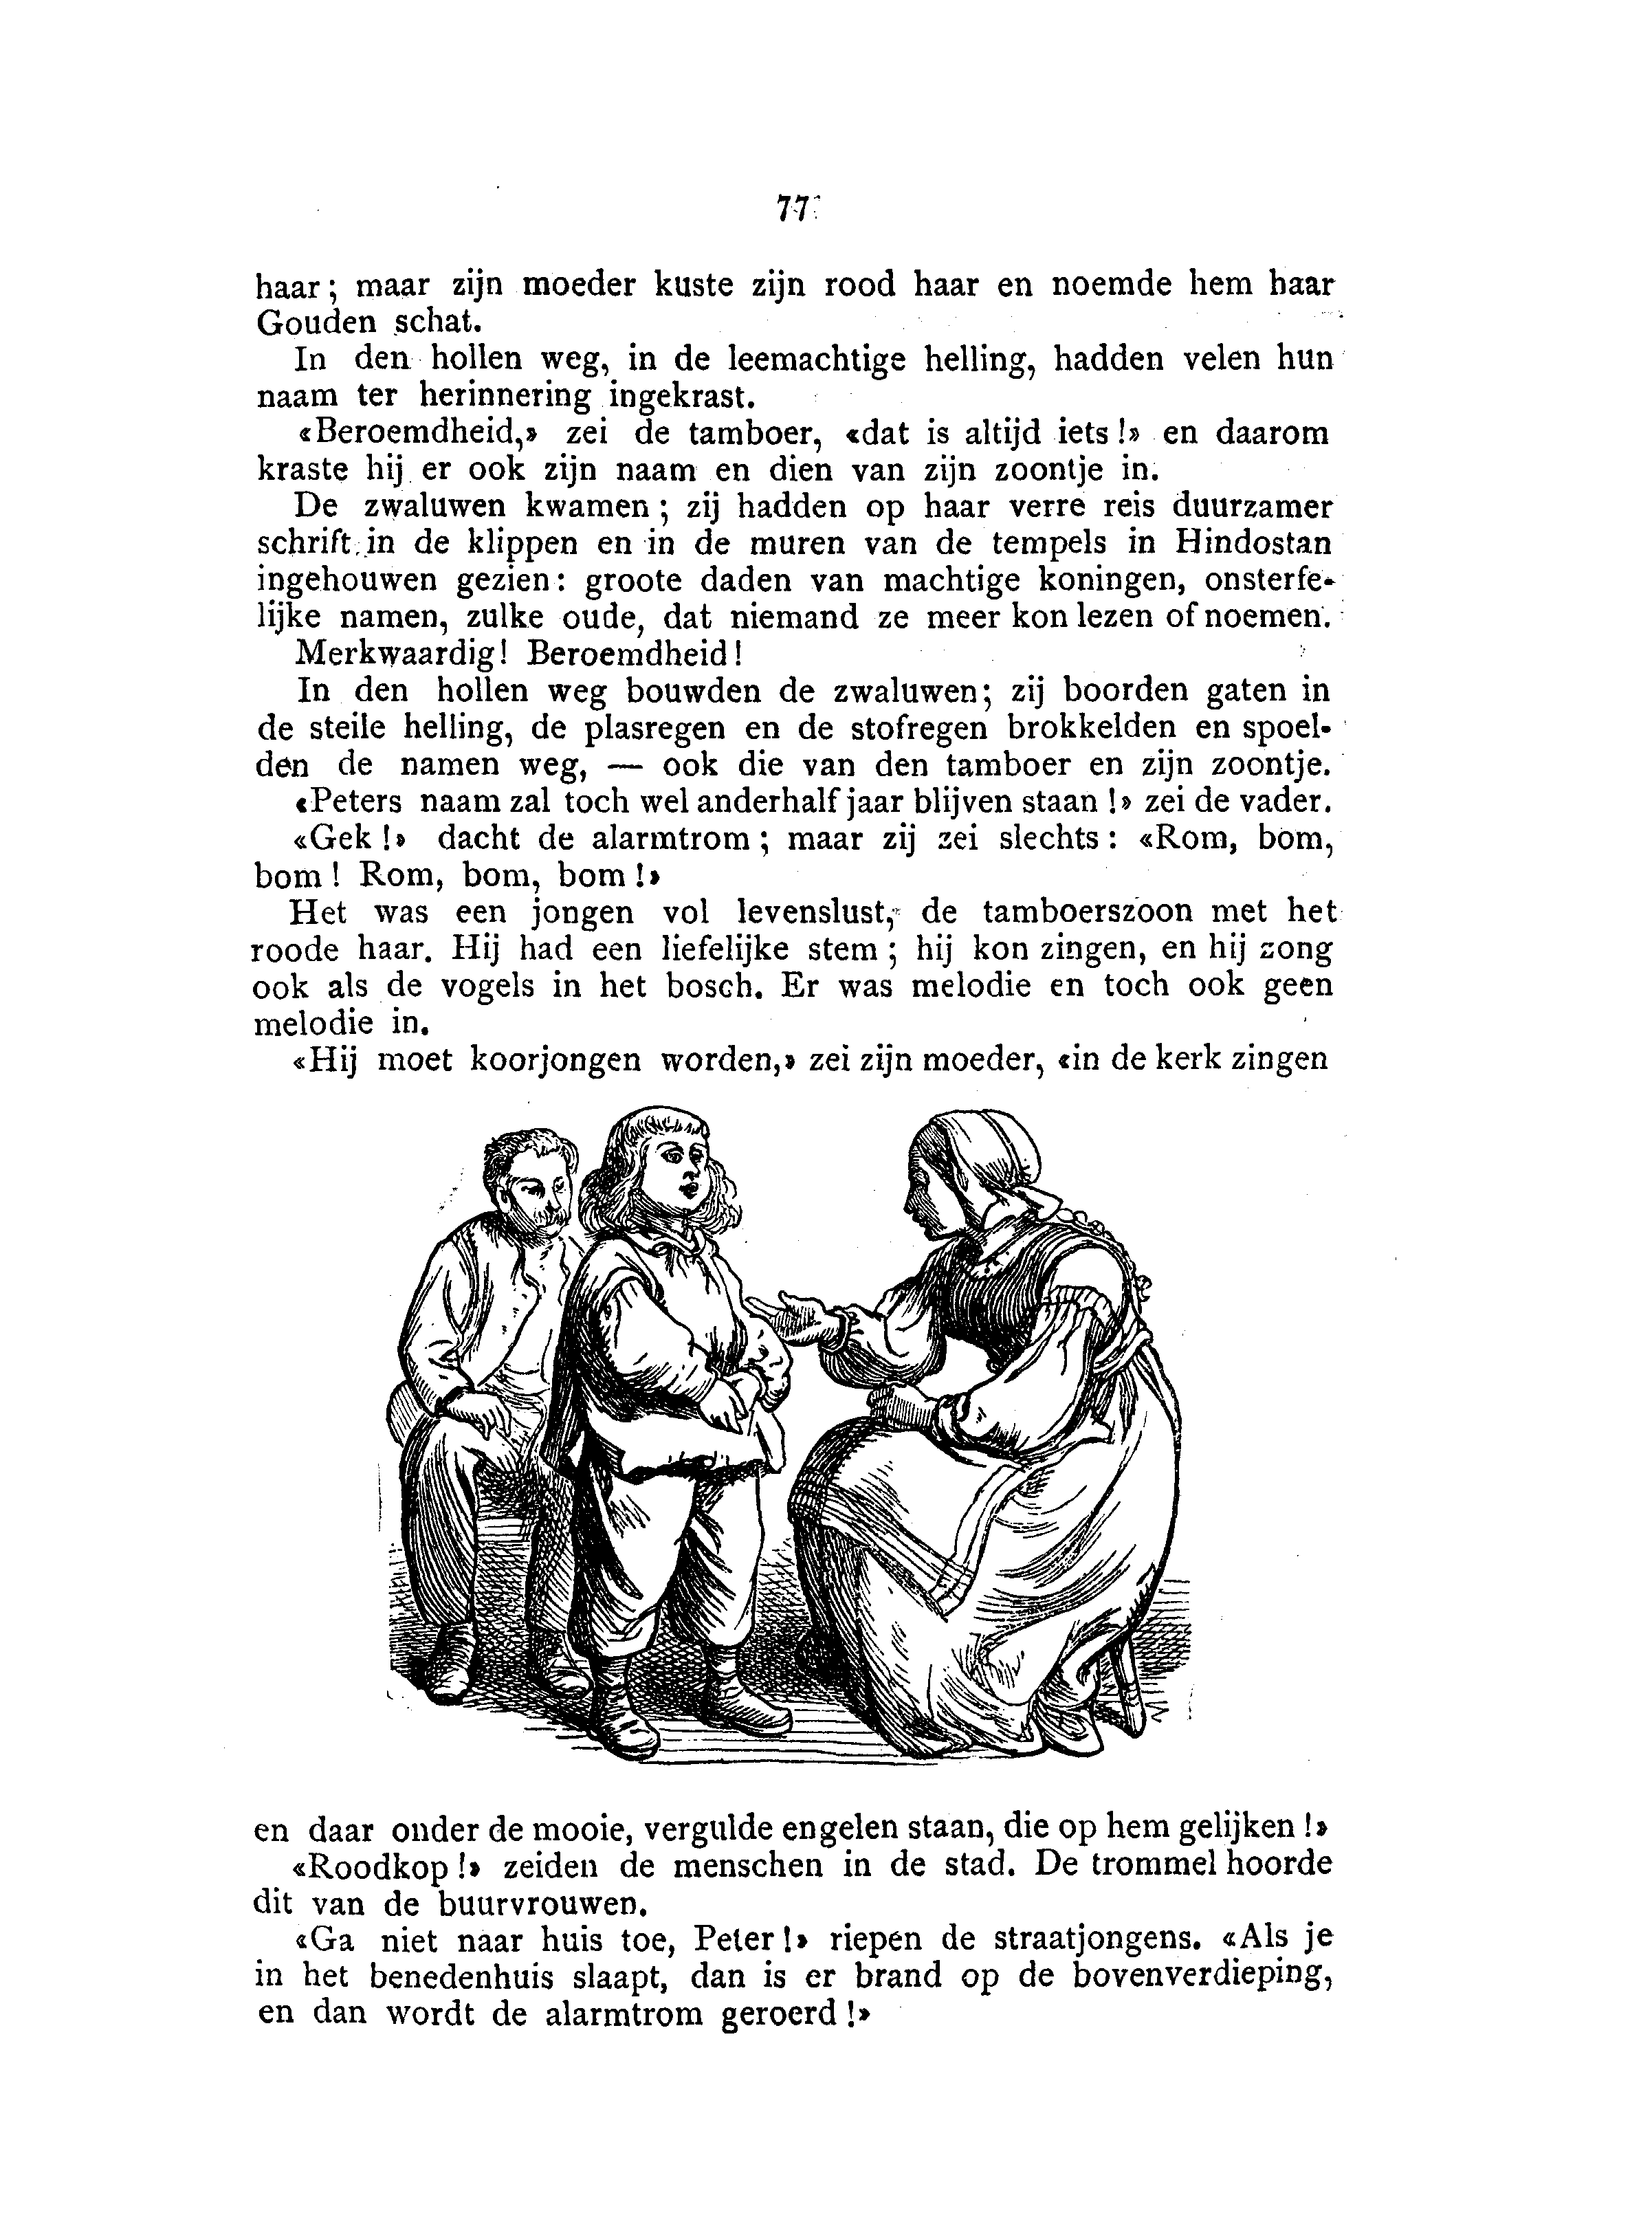 77
haar; maar zijn moeder kuste zijn rood haar en noemde hem haar
Gouden schat.
In den hollen weg, in de leemachtige helling, hadden velen hun
naam ter herinnering ingekrast.
«Beroemdheid,» zei de tamboer, «dat is altijd iets!» en daarom
kraste hij er ook zijn naam en dien van zijn zoontje in.
De zwaluwen kwamen; zij hadden op haar verre reis duurzamer
schrift in de klippen en in de muren van de tempels in Hindostan
ingehouwen gezien: groote daden van machtige koningen, onsterfe-
lijke namen, zulke oude, dat niemand ze meer kon lezen of noemen.
Merkwaardig! Beroemdheid!
In den hollen weg bouwden de zwaluwen; zij boorden gaten in
de steile helling, de plasregen en de stofregen brokkelden en spoel-
den de namen weg, — ook die van den tamboer en zijn zoontje.
«Peters naam zal toch wel anderhalf jaar blijven staan!» zei de vader.
«Gek!» dacht de alarmtrom; maar zij zei slechts: «Rom, bom,
bom! Rom, bom, bom!»
Het was een jongen vol levenslust, de tamboerszoon met het
roode haar. Hij had een liefelijke stem; hij kon zingen, en hij zong
ook als de vogels in het bosch. Er was melodie en toch ook geen
melodie in.
«Hij moet koorjongen worden,» zei zijn moeder, «in de kerk zingen
en daar onder de mooie, vergulde engelen staan, die op hem gelijken!»
«Roodkop!» zeiden de menschen in de stad. De trommel hoorde
dit van de buurvrouwen.
«Ga niet naar huis toe, Peter!» riepen de straatjongens. «Als je
in het benedenhuis slaapt, dan is er brand op de bovenverdieping,
en dan wordt de alarmtrom geroerd!»